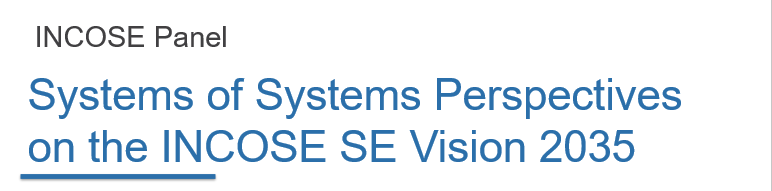 INCOSE Panel
Systems of Systems Perspectives
on the INCOSE SE Vision 2035